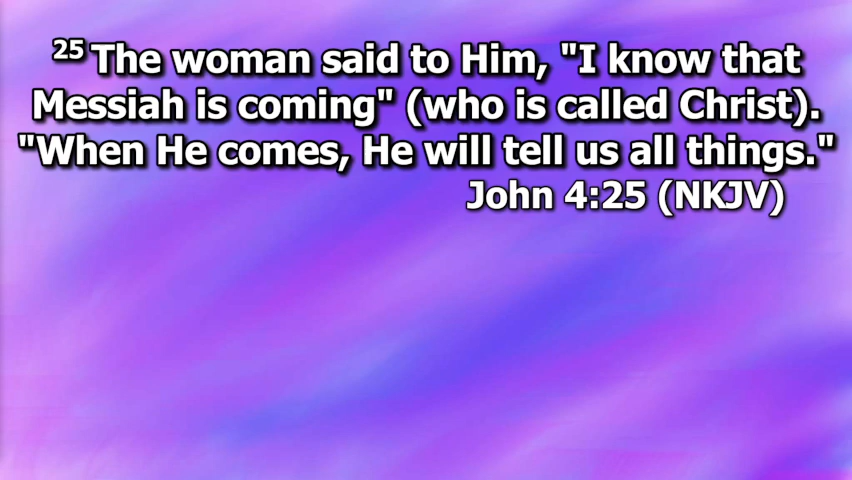 25 The woman said to Him, "I know that
Messiah is coming" (who is called Christ).
"When He comes, He will tell us all things."
John 4:25 (NKJV)